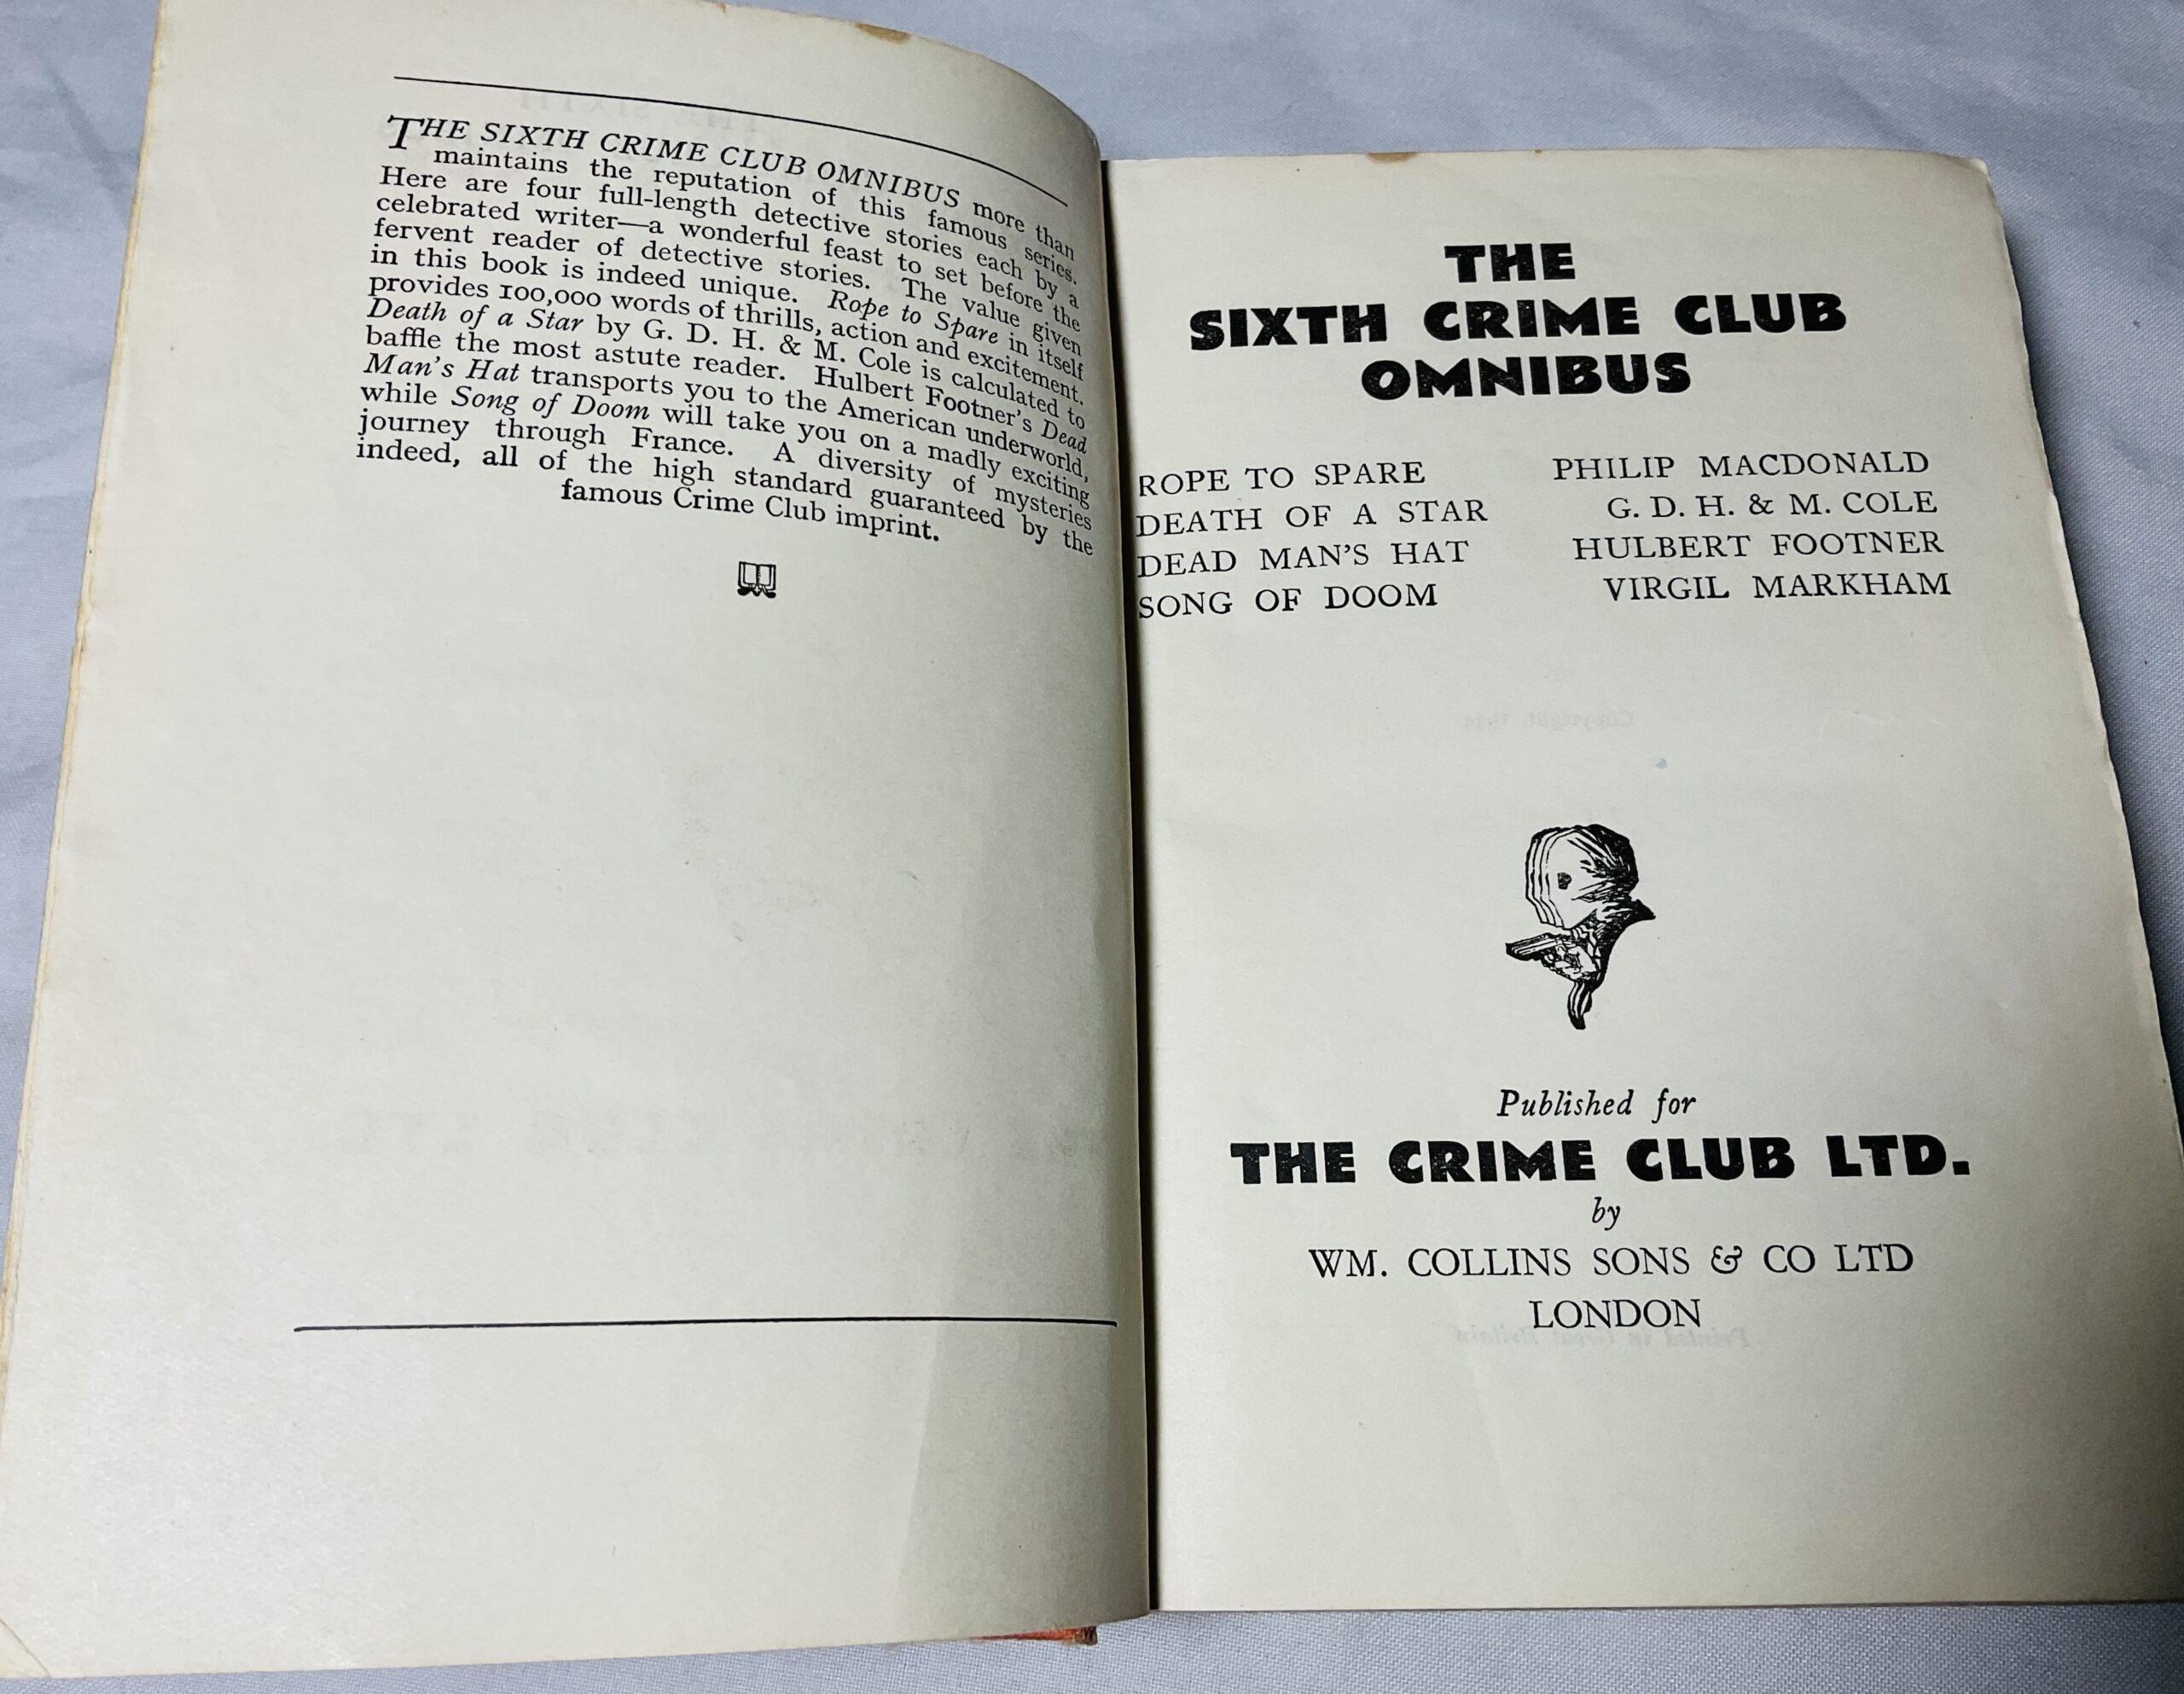 THE SIXTH CRIME CLUB OMNIBUS more than
maintains the reputation of this famous series.
Here are four full-length detective stories each by a
celebrated writer—a wonderful feast to set before the
fervent reader of detective stories. The value given
in this book is indeed unique. Rope to Spare in itself
provides 100,000 words of thrills, action and excitement.
Death of a Star by G. D. H. & M. Cole is calculated to
baffle the most astute reader. Hulbert Footner's Dead
Man's Hat transports you to the American underworld,
while Song of Doom will take you on a madly exciting
journey through France. A diversity of mysteries
indeed, all of the high standard guaranteed by the
famous Crime Club imprint.
THE
SIXTH CRIME CLUB
OMNIBUS
ROPE TO SPARE PHILIP MACDONALD
DEATH OF A STAR G. D. H. & M. COLE
DEAD MAN'S HAT HULBERT FOOTNER
SONG OF DOOM VIRGIL MARKHAM
Published for
THE CRIME CLUB LTD.
by
WM. COLLINS SONS & CO LTD
LONDON